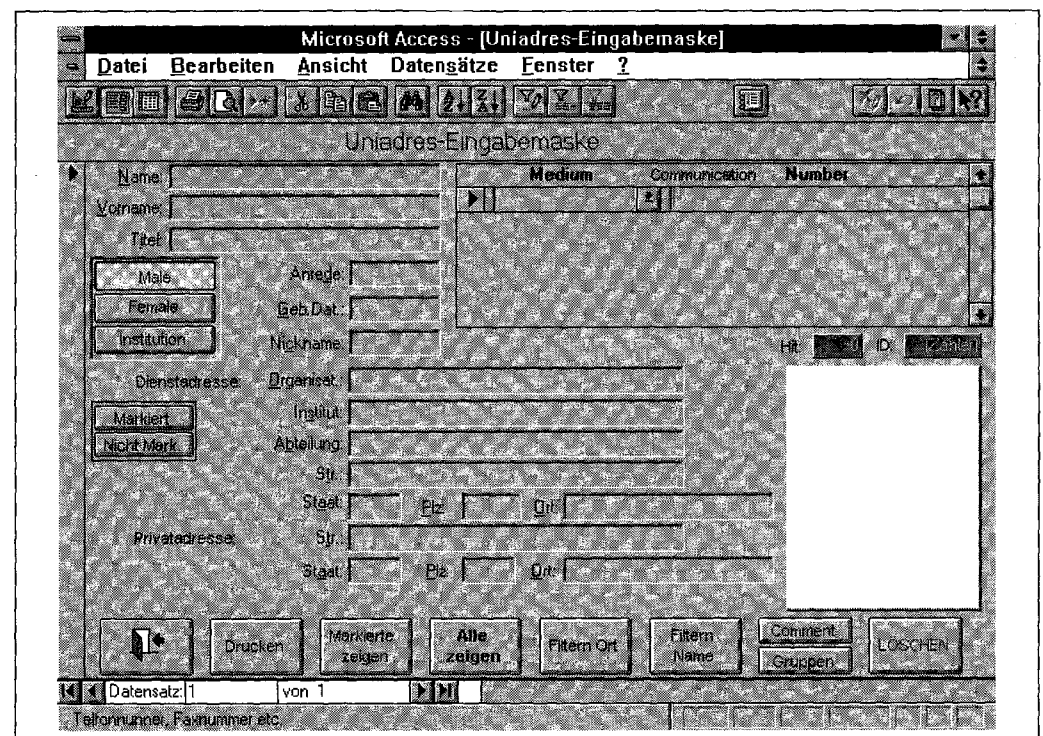 Microsoft Access - [Uniadres-Eingabemaske]
Datei Bearbeiten Ansicht Datensätze Fenster ?
Uniadres-Eingabemaske
Name:
Vorname:
Titel:
Medium Communication Number
Male
Female
Institution
Anrede:
Geb.Dat.:
Nickname:
Hit: ID:
Dienstadresse: Organisat.:
Markiert
Nicht Mark.
Institut:
Abteilung:
Str.:
Staat: Plz: Ort:
Privatadresse: Str.:
Staat: Plz: Ort:
Drucken
Markierte zeigen
Alle zeigen
Filtern Ort
Filtern Name
Comment
Gruppen
LÖSCHEN
Datensatz: 1 von 1
Faxnummer etc.